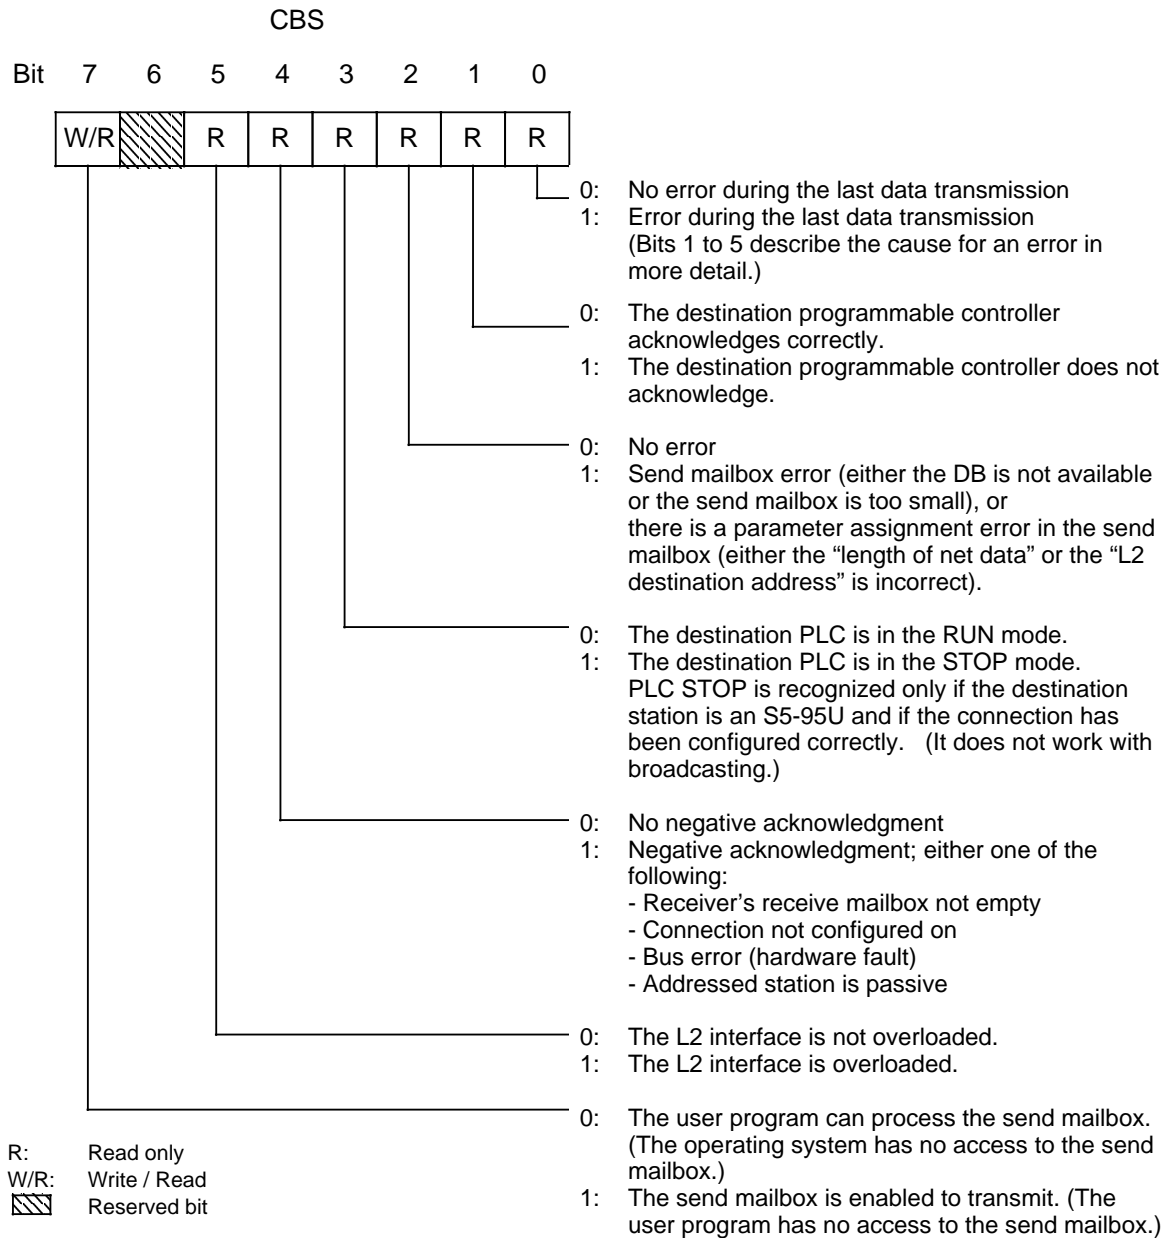 CBS
Bit 7 6 5 4 3 2 1 0
W/R R R R R R R
0: No error during the last data transmission
1: Error during the last data transmission
(Bits 1 to 5 describe the cause for an error in
more detail.)
0: The destination programmable controller
acknowledges correctly.
1: The destination programmable controller does not
acknowledge.
0: No error
1: Send mailbox error (either the DB is not available
or the send mailbox is too small), or
there is a parameter assignment error in the send
mailbox (either the “length of net data” or the “L2
destination address” is incorrect).
0: The destination PLC is in the RUN mode.
1: The destination PLC is in the STOP mode.
PLC STOP is recognized only if the destination
station is an S5-95U and if the connection has
been configured correctly. (It does not work with
broadcasting.)
0: No negative acknowledgment
1: Negative acknowledgment; either one of the
following:
- Receiver’s receive mailbox not empty
- Connection not configured on
- Bus error (hardware fault)
- Addressed station is passive
0: The L2 interface is not overloaded.
1: The L2 interface is overloaded.
0: The user program can process the send mailbox.
(The operating system has no access to the send
mailbox.)
1: The send mailbox is enabled to transmit. (The
user program has no access to the send mailbox.)
R: Read only
W/R: Write / Read
Reserved bit